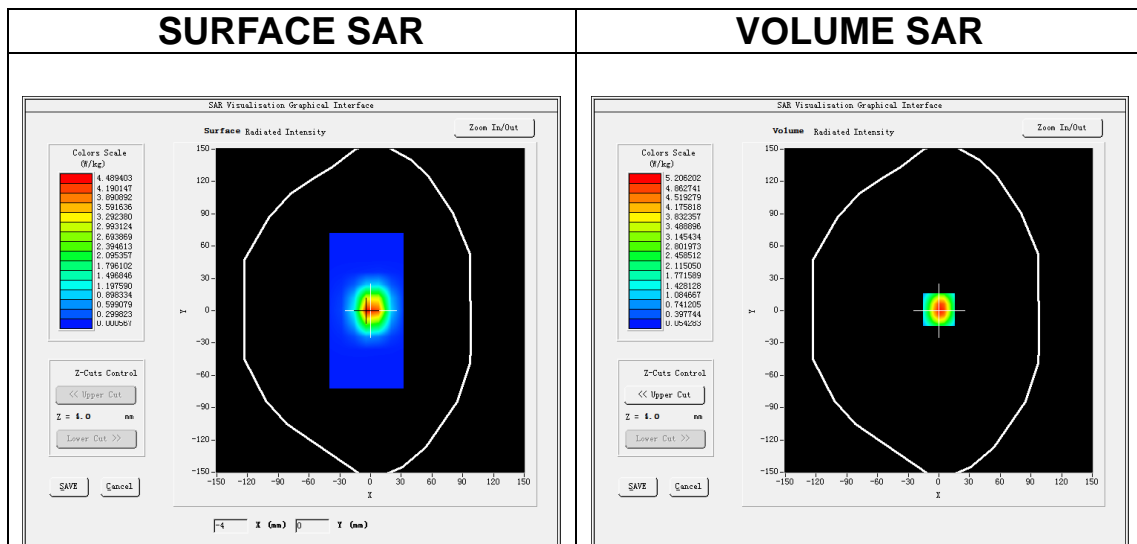 SURFACE SAR
VOLUME SAR
SAR Visualisation Graphical Interface
Surface Radiated Intensity
Zoom In/Out
Colors Scale
(W/kg)
4.489403
4.190147
3.890892
3.591636
3.292380
2.993124
2.693869
2.394613
2.095357
1.796102
1.496846
1.197590
0.898334
0.599079
0.299823
0.000567
150
120
90
60
30
0
-30
-60
-90
-120
-150
Y
-150 -120 -90 -60 -30 0 30 60 90 120 150
X
Z-Cuts Control
<< Upper Cut
Z = 4.0 mm
Lower Cut >>
SAVE Cancel
-4 X (mm) 0 Y (mm)
SAR Visualisation Graphical Interface
Volume Radiated Intensity
Zoom In/Out
Colors Scale
(W/kg)
5.206202
4.862741
4.519279
4.175818
3.832357
3.488896
3.145434
2.801973
2.458512
2.115050
1.771589
1.428128
1.084667
0.741205
0.397744
0.054283
150
120
90
60
30
0
-30
-60
-90
-120
-150
Y
-150 -120 -90 -60 -30 0 30 60 90 120 150
X
Z-Cuts Control
<< Upper Cut
Z = 4.0 mm
Lower Cut >>
SAVE Cancel